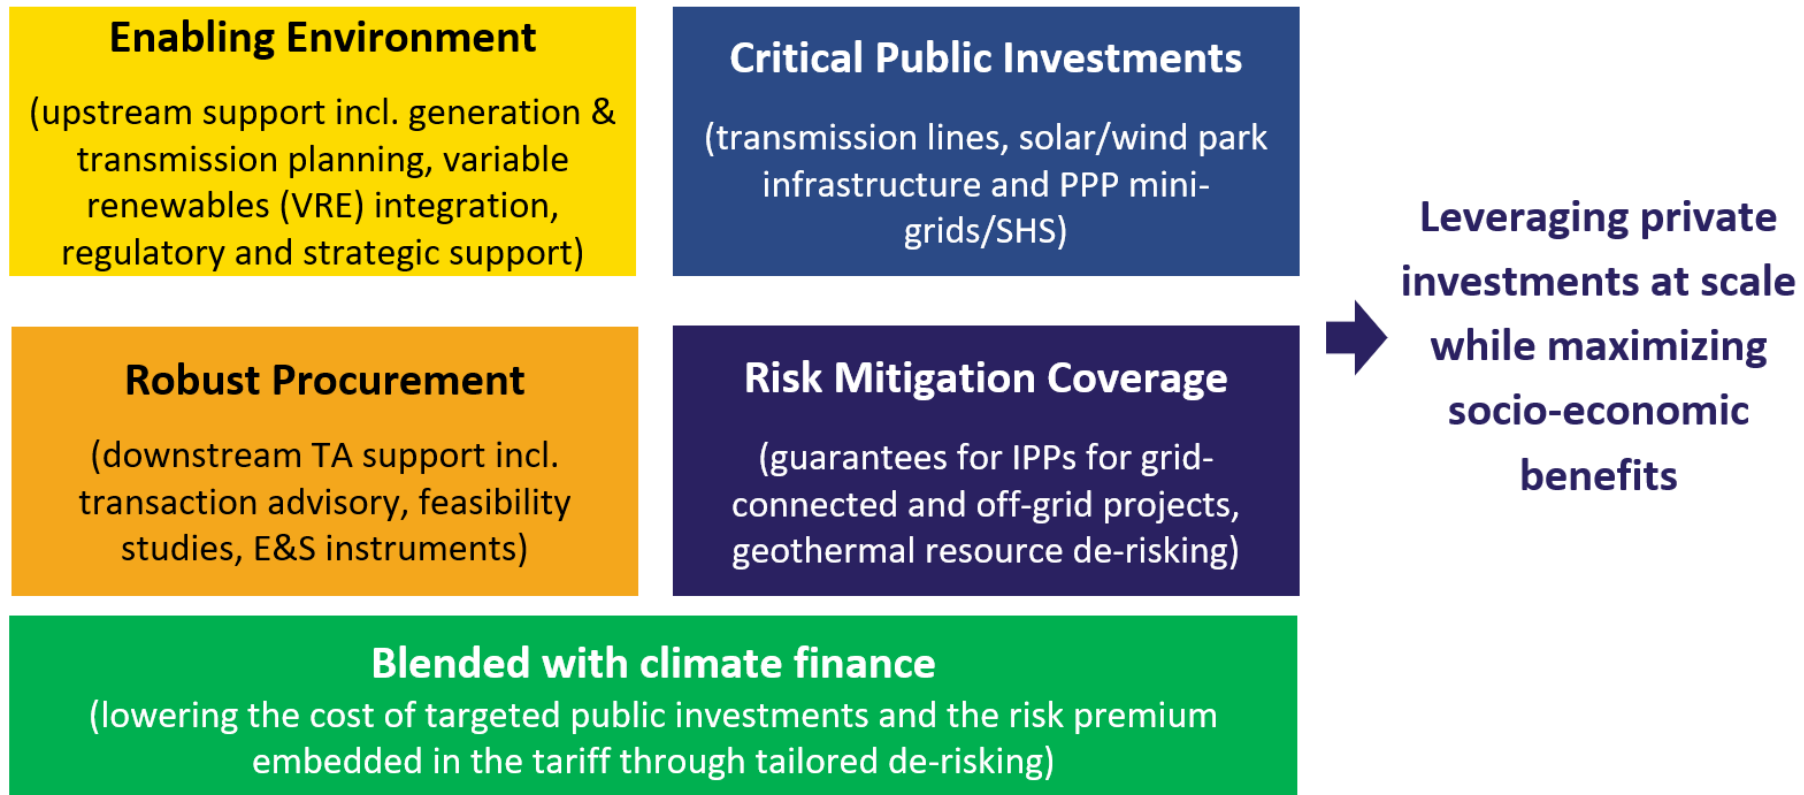 Enabling Environment
(upstream support incl. generation &
transmission planning, variable
renewables (VRE) integration,
regulatory and strategic support)
Critical Public Investments
(transmission lines, solar/wind park
infrastructure and PPP mini-
grids/SHS)
Robust Procurement
(downstream TA support incl.
transaction advisory, feasibility
studies, E&S instruments)
Risk Mitigation Coverage
(guarantees for IPPs for grid-
connected and off-grid projects,
geothermal resource de-risking)
Blended with climate finance
(lowering the cost of targeted public investments and the risk premium
embedded in the tariff through tailored de-risking)
Leveraging private
investments at scale
while maximizing
socio-economic
benefits